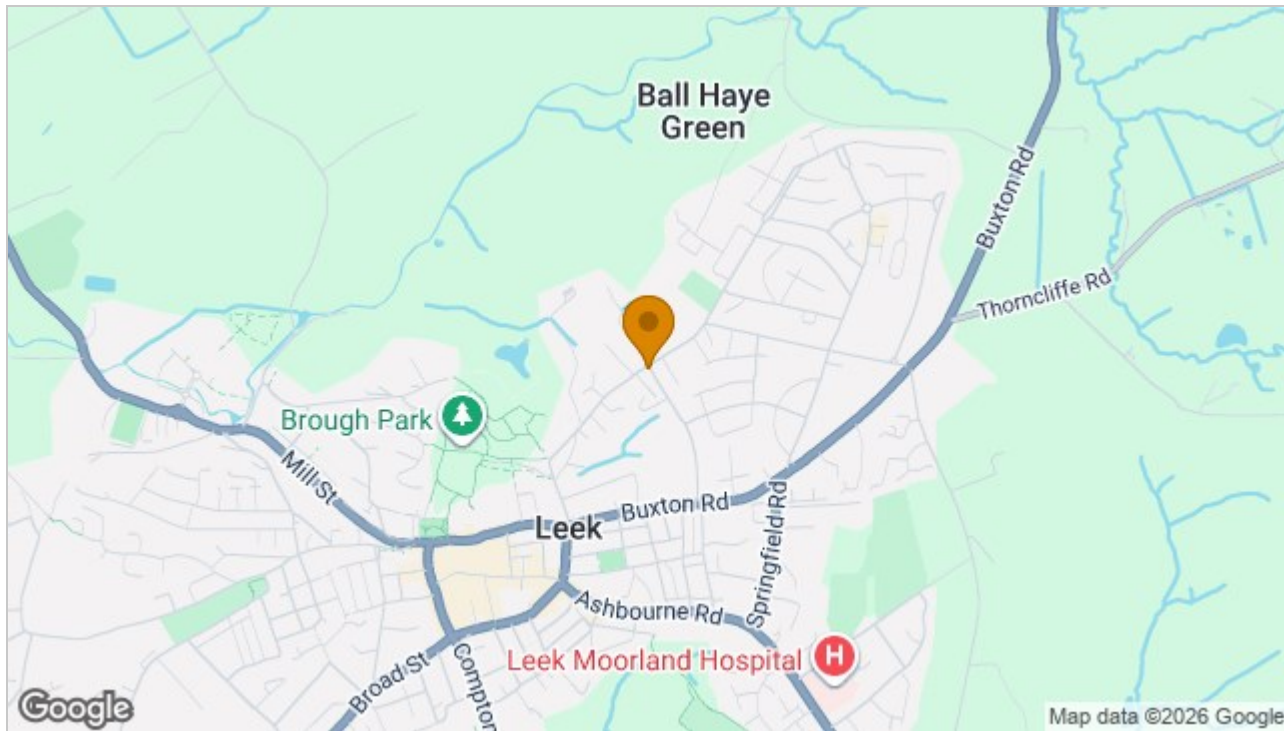 Ball Haye
Green
Buxton Rd
Thorncliffe Rd
Brough Park
Mill St
Buxton Rd
Leek
Springfield Rd
Ashbourne Rd
Leek Moorland Hospital
H
Broad St
Compton
Google
Map data ©2026 Google